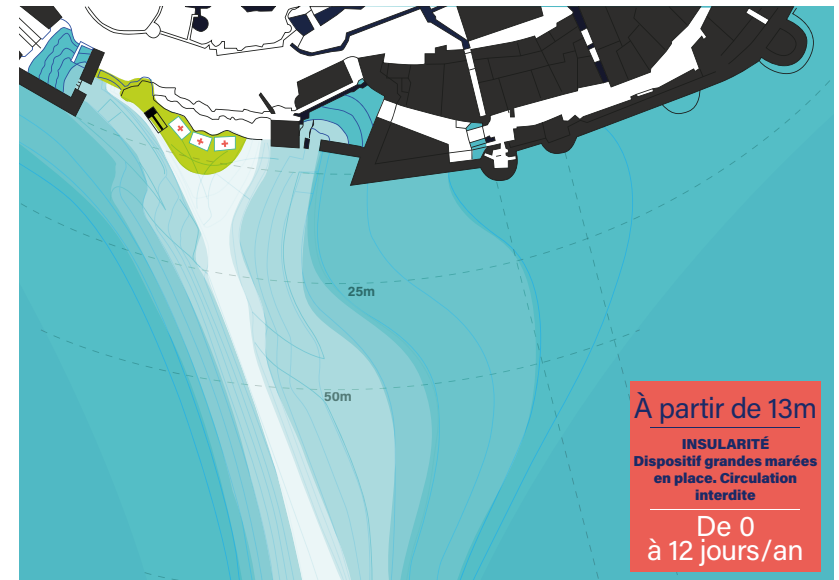 25m
50m
À partir de 13m
INSULARITÉ
Dispositif grandes marées
en place. Circulation
interdite
De 0
à 12 jours/an